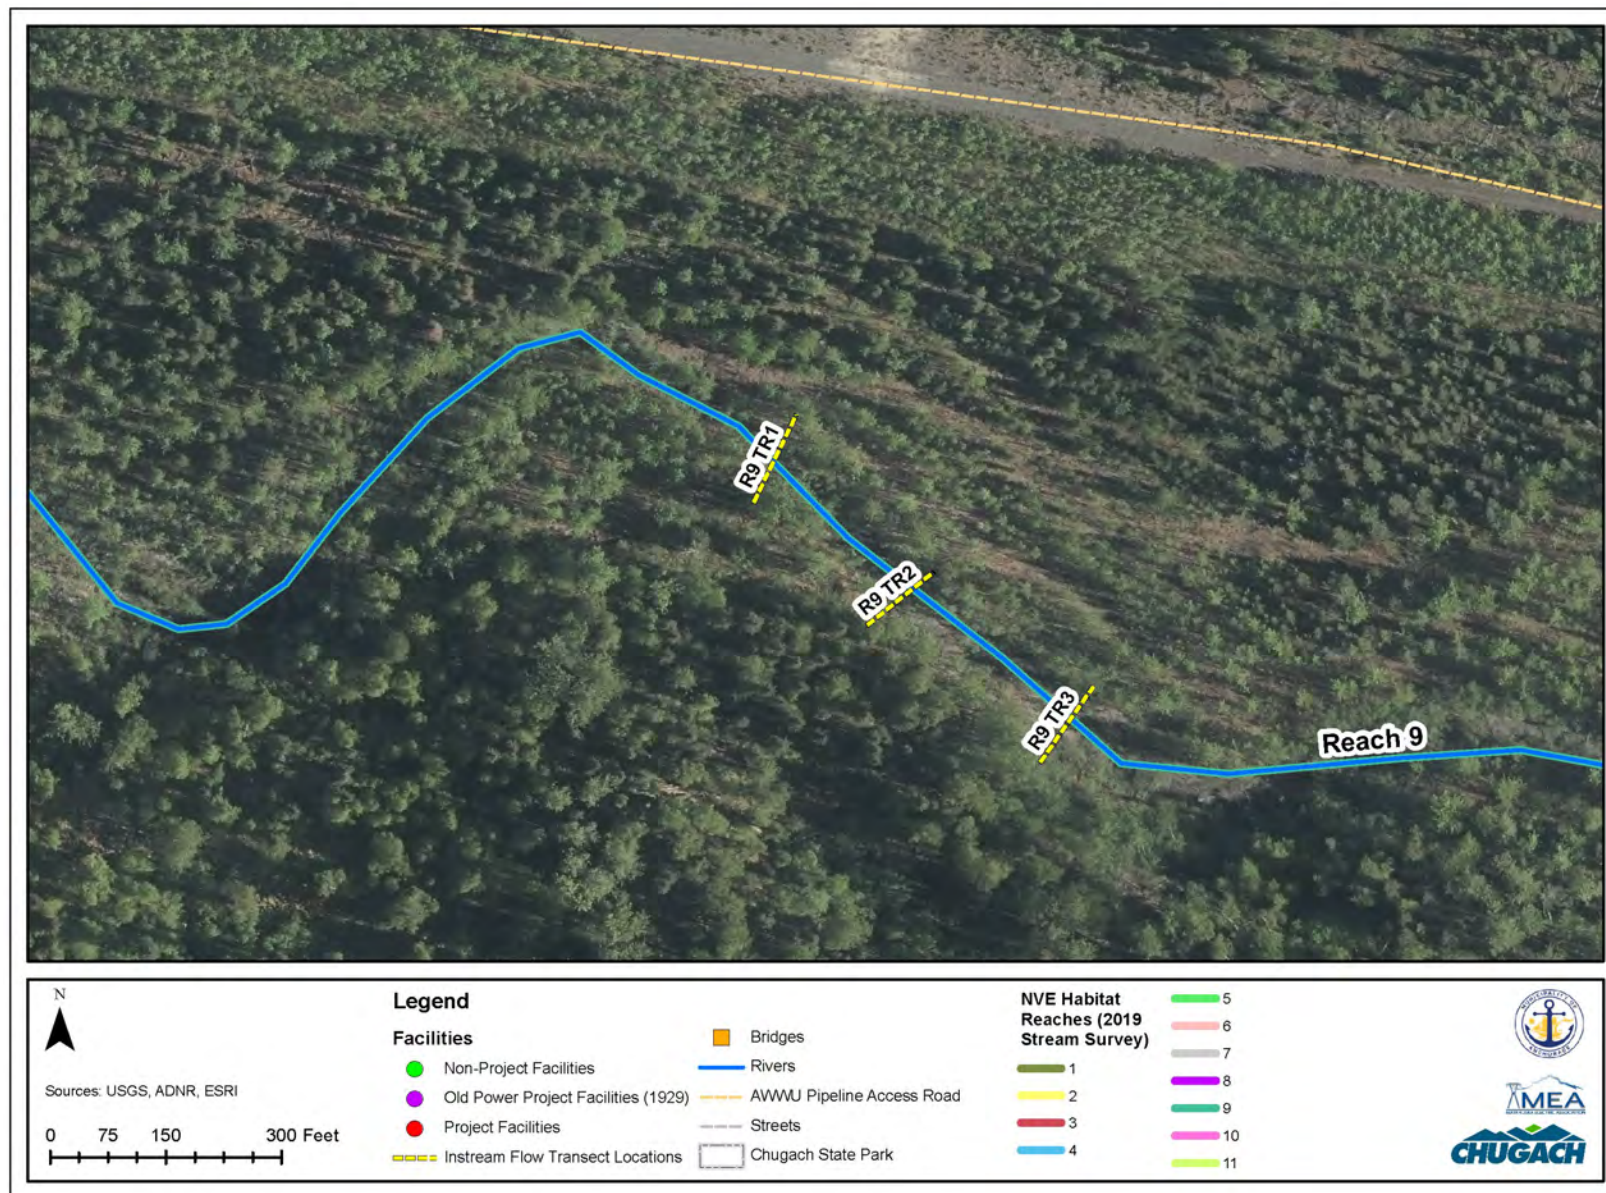 R9 TR1
R9 TR2
R9 TR3
Reach 9
N
Sources: USGS, ADNR, ESRI
0 75 150 300 Feet
Legend
Facilities
Non-Project Facilities
Old Power Project Facilities (1929)
Project Facilities
Instream Flow Transect Locations
Bridges
Rivers
AWWU Pipeline Access Road
Streets
Chugach State Park
NVE Habitat
Reaches (2019
Stream Survey)
1
2
3
4
5
6
7
8
9
10
11
MUNICIPALITY OF
ANCHORAGE
MEA
CHUGACH